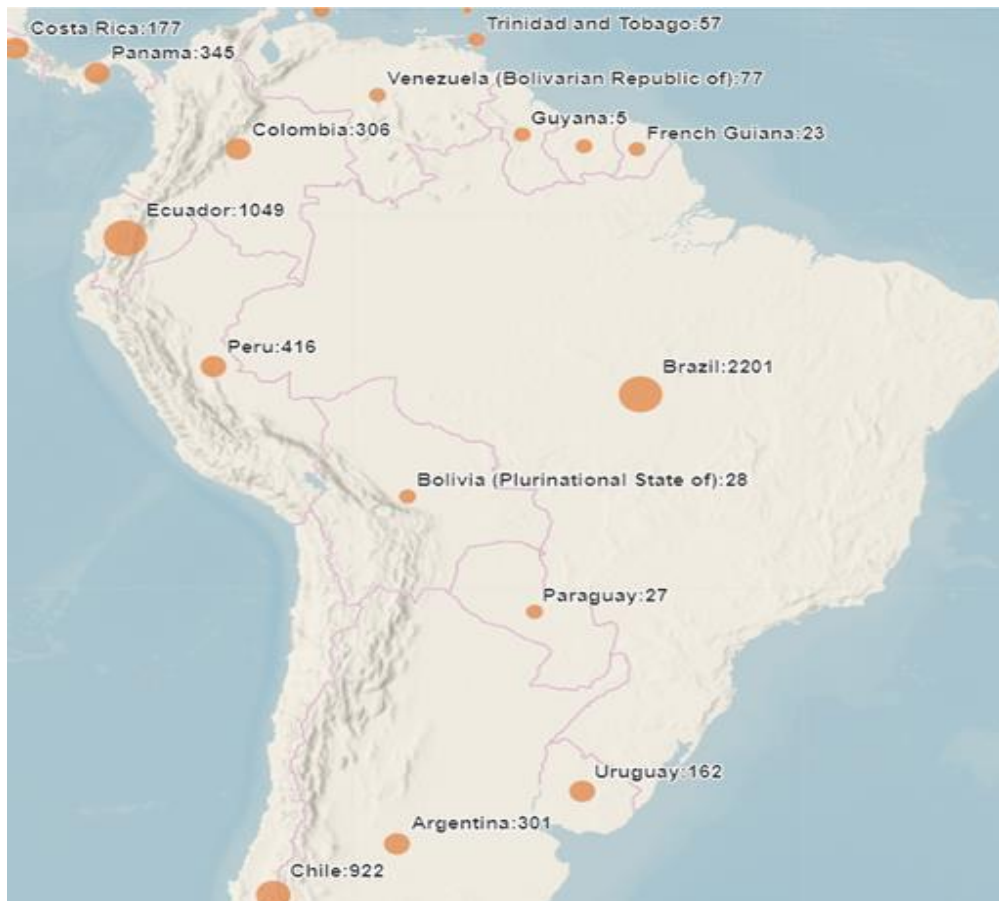 Trinidad and Tobago:57
Costa Rica:177
Panama:345
Venezuela (Bolivarian Republic of):77
Guyana:5
Colombia:306
French Guiana:23
Ecuador:1049
Peru:416
Brazil:2201
Bolivia (Plurinational State of):28
Paraguay:27
Uruguay:162
Argentina:301
Chile:922